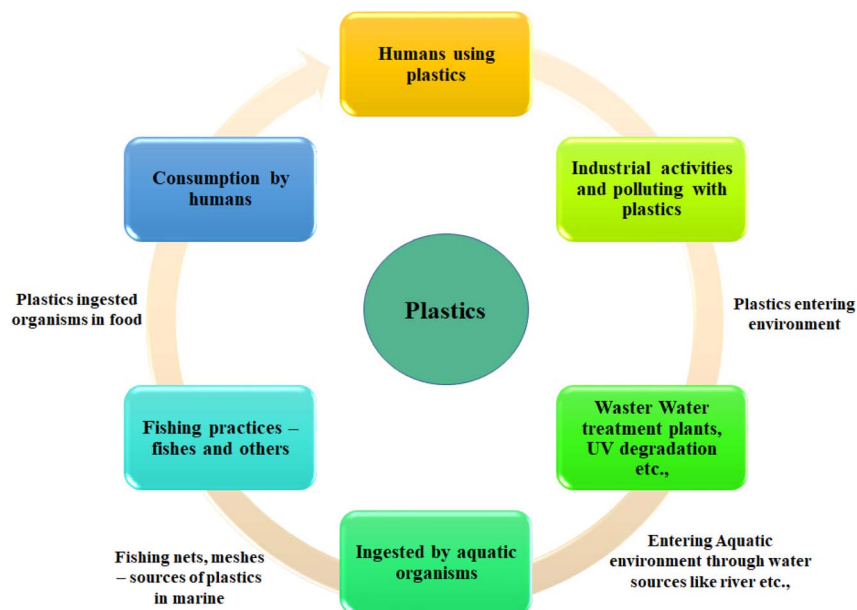 Humans using
plastics
Industrial activities
and polluting with
plastics
Plastics entering
environment
Waster Water
treatment plants,
UV degradation
etc.,
Entering Aquatic
environment through water
sources like river etc.,
Ingested by aquatic
organisms
Fishing nets, meshes
– sources of plastics
in marine
Fishing practices –
fishes and others
Plastics ingested
organisms in food
Consumption by
humans
Plastics